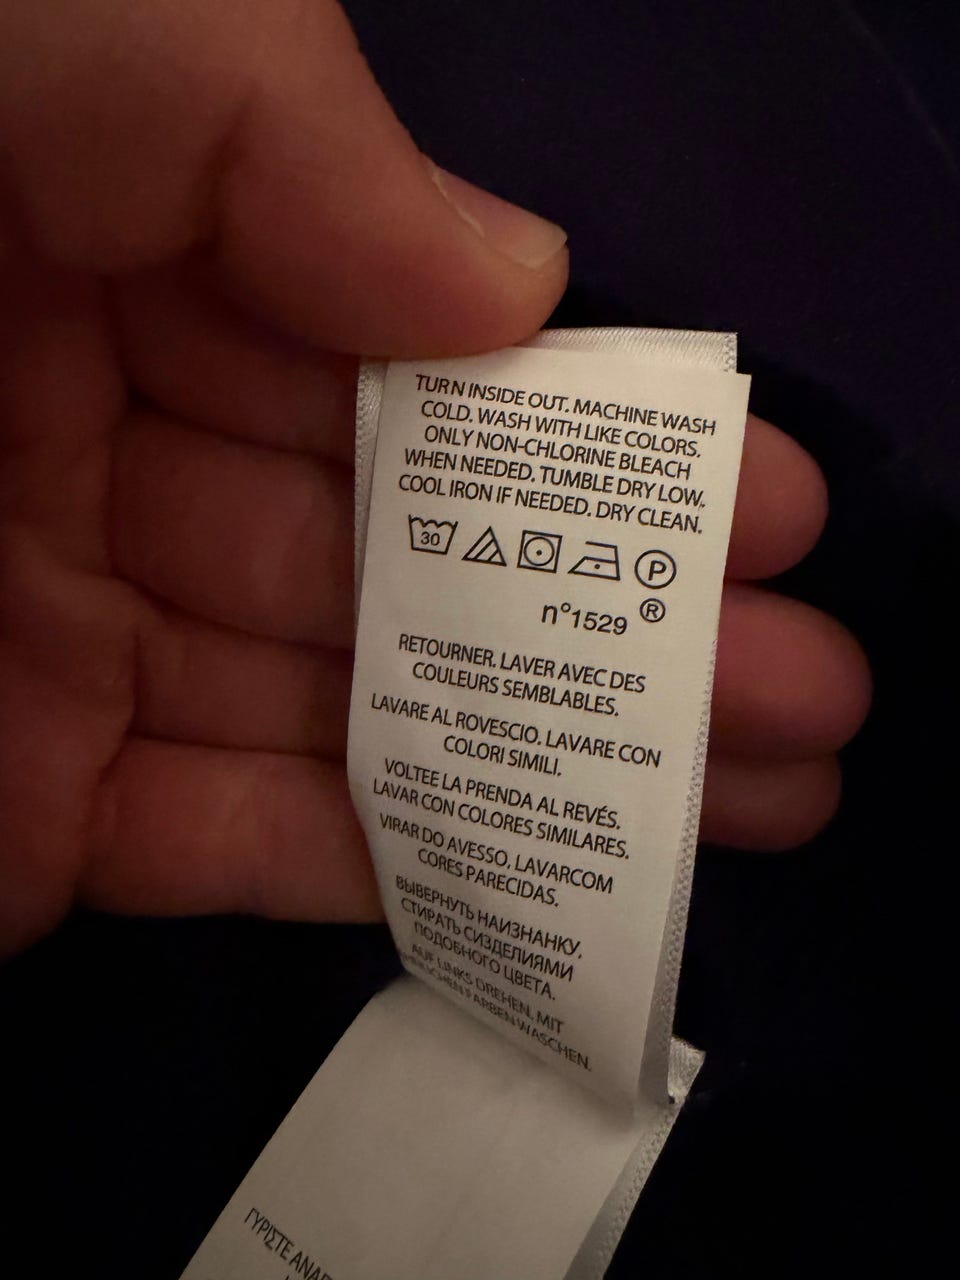 TURN INSIDE OUT. MACHINE WASH
COLD. WASH WITH LIKE COLORS.
ONLY NON-CHLORINE BLEACH
WHEN NEEDED. TUMBLE DRY LOW.
COOL IRON IF NEEDED. DRY CLEAN.
30 P
n°1529 ®
RETOURNER. LAVER AVEC DES
COULEURS SEMBLABLES.
LAVARE AL ROVESCIO. LAVARE CON
COLORI SIMILI.
VOLTEE LA PRENDA AL REVÉS.
LAVAR CON COLORES SIMILARES.
VIRAR DO AVESSO. LAVARCOM
CORES PARECIDAS.
ВЫВЕРНУТЬ НАИЗНАНКУ.
СТИРАТЬ СИЗДЕЛИЯМИ
ПОДОБНОГО ЦВЕТА.
AUF LINKS DREHEN. MIT
FARBEN WASCHEN.
ΓΥΡΙΣΤΕ